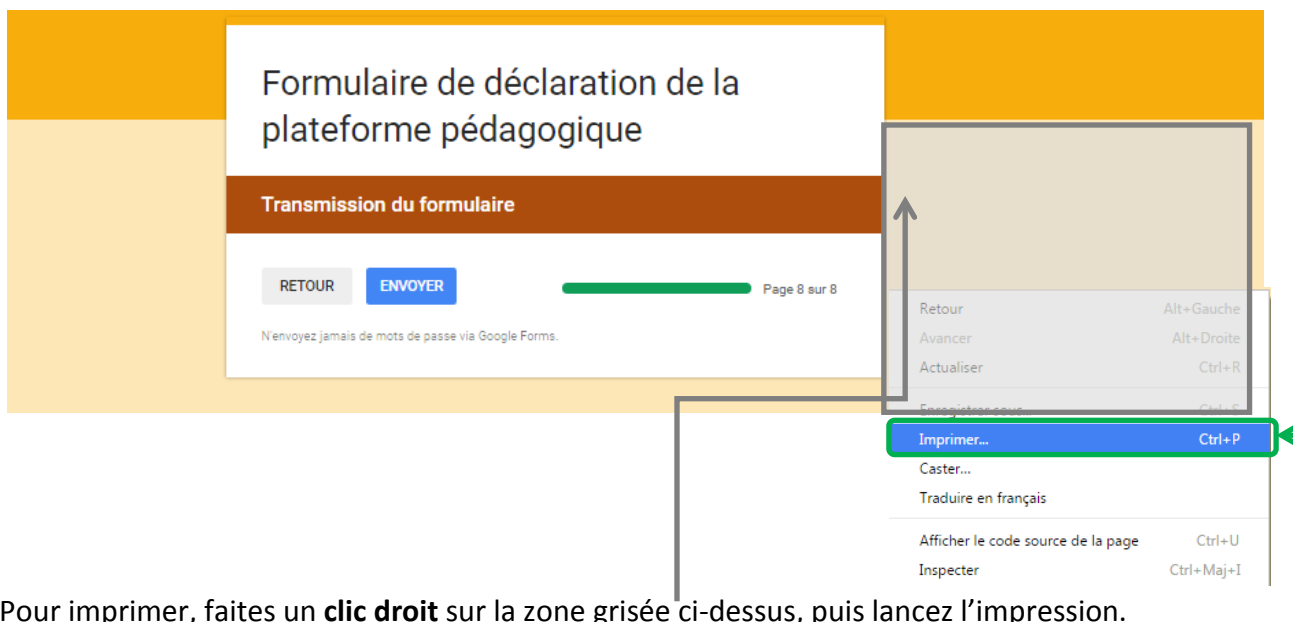 Formulaire de déclaration de la
plateforme pédagogique
Transmission du formulaire
RETOUR ENVOYER Page 8 sur 8
N'envoyez jamais de mots de passe via Google Forms.
Retour Alt+Gauche
Avancer Alt+Droite
Actualiser Ctrl+R
Enregistrer sous... Ctrl+S
Imprimer... Ctrl+P
Caster...
Traduire en français
Afficher le code source de la page Ctrl+U
Inspecter Ctrl+Maj+I
Pour imprimer, faites un clic droit sur la zone grisée ci-dessus, puis lancez l’impression.